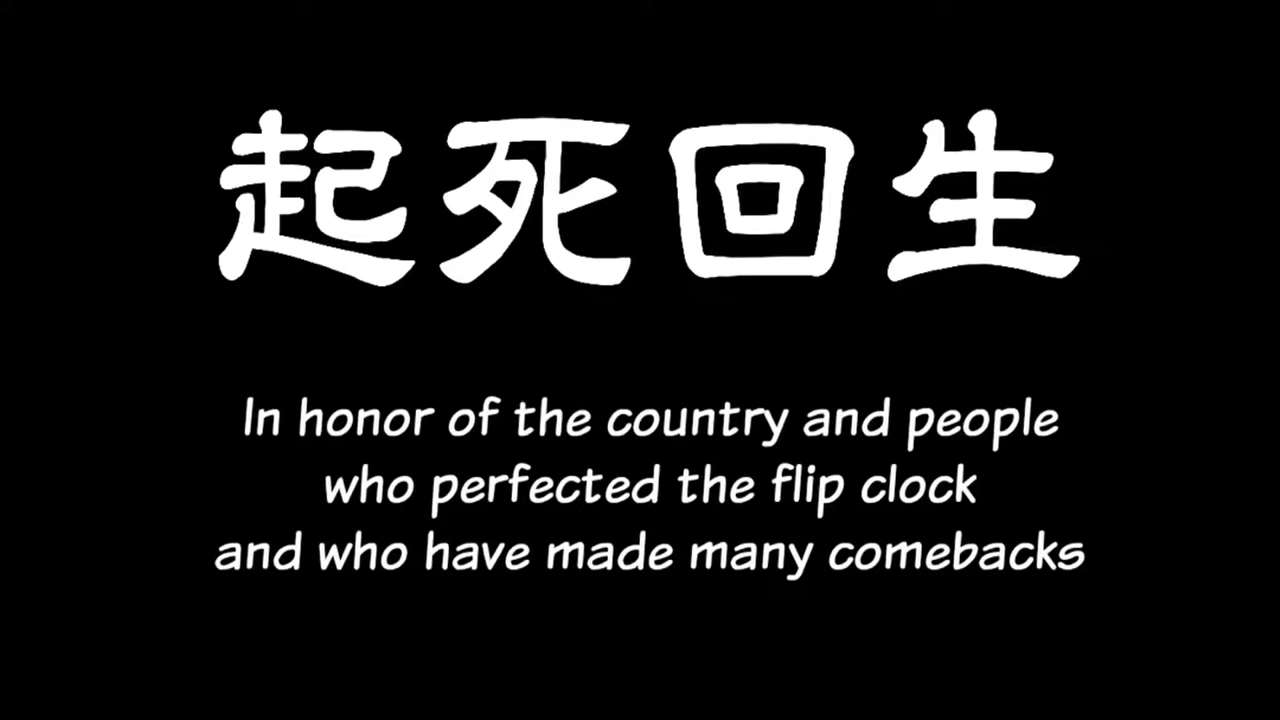 起死回生
In honor of the country and people
who perfected the flip clock
and who have made many comebacks